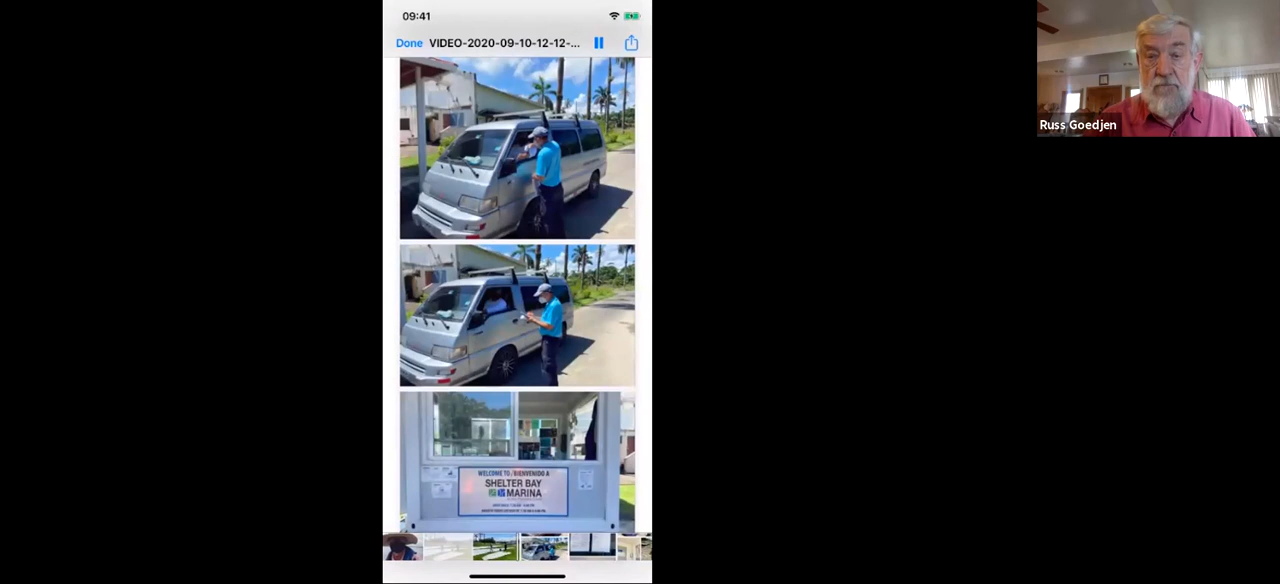 09:41
Done VIDEO-2020-09-10-12-12-...
Russ Goedjen
WELCOME TO / BIENVENIDO A
SHELTER BAY
MARINA